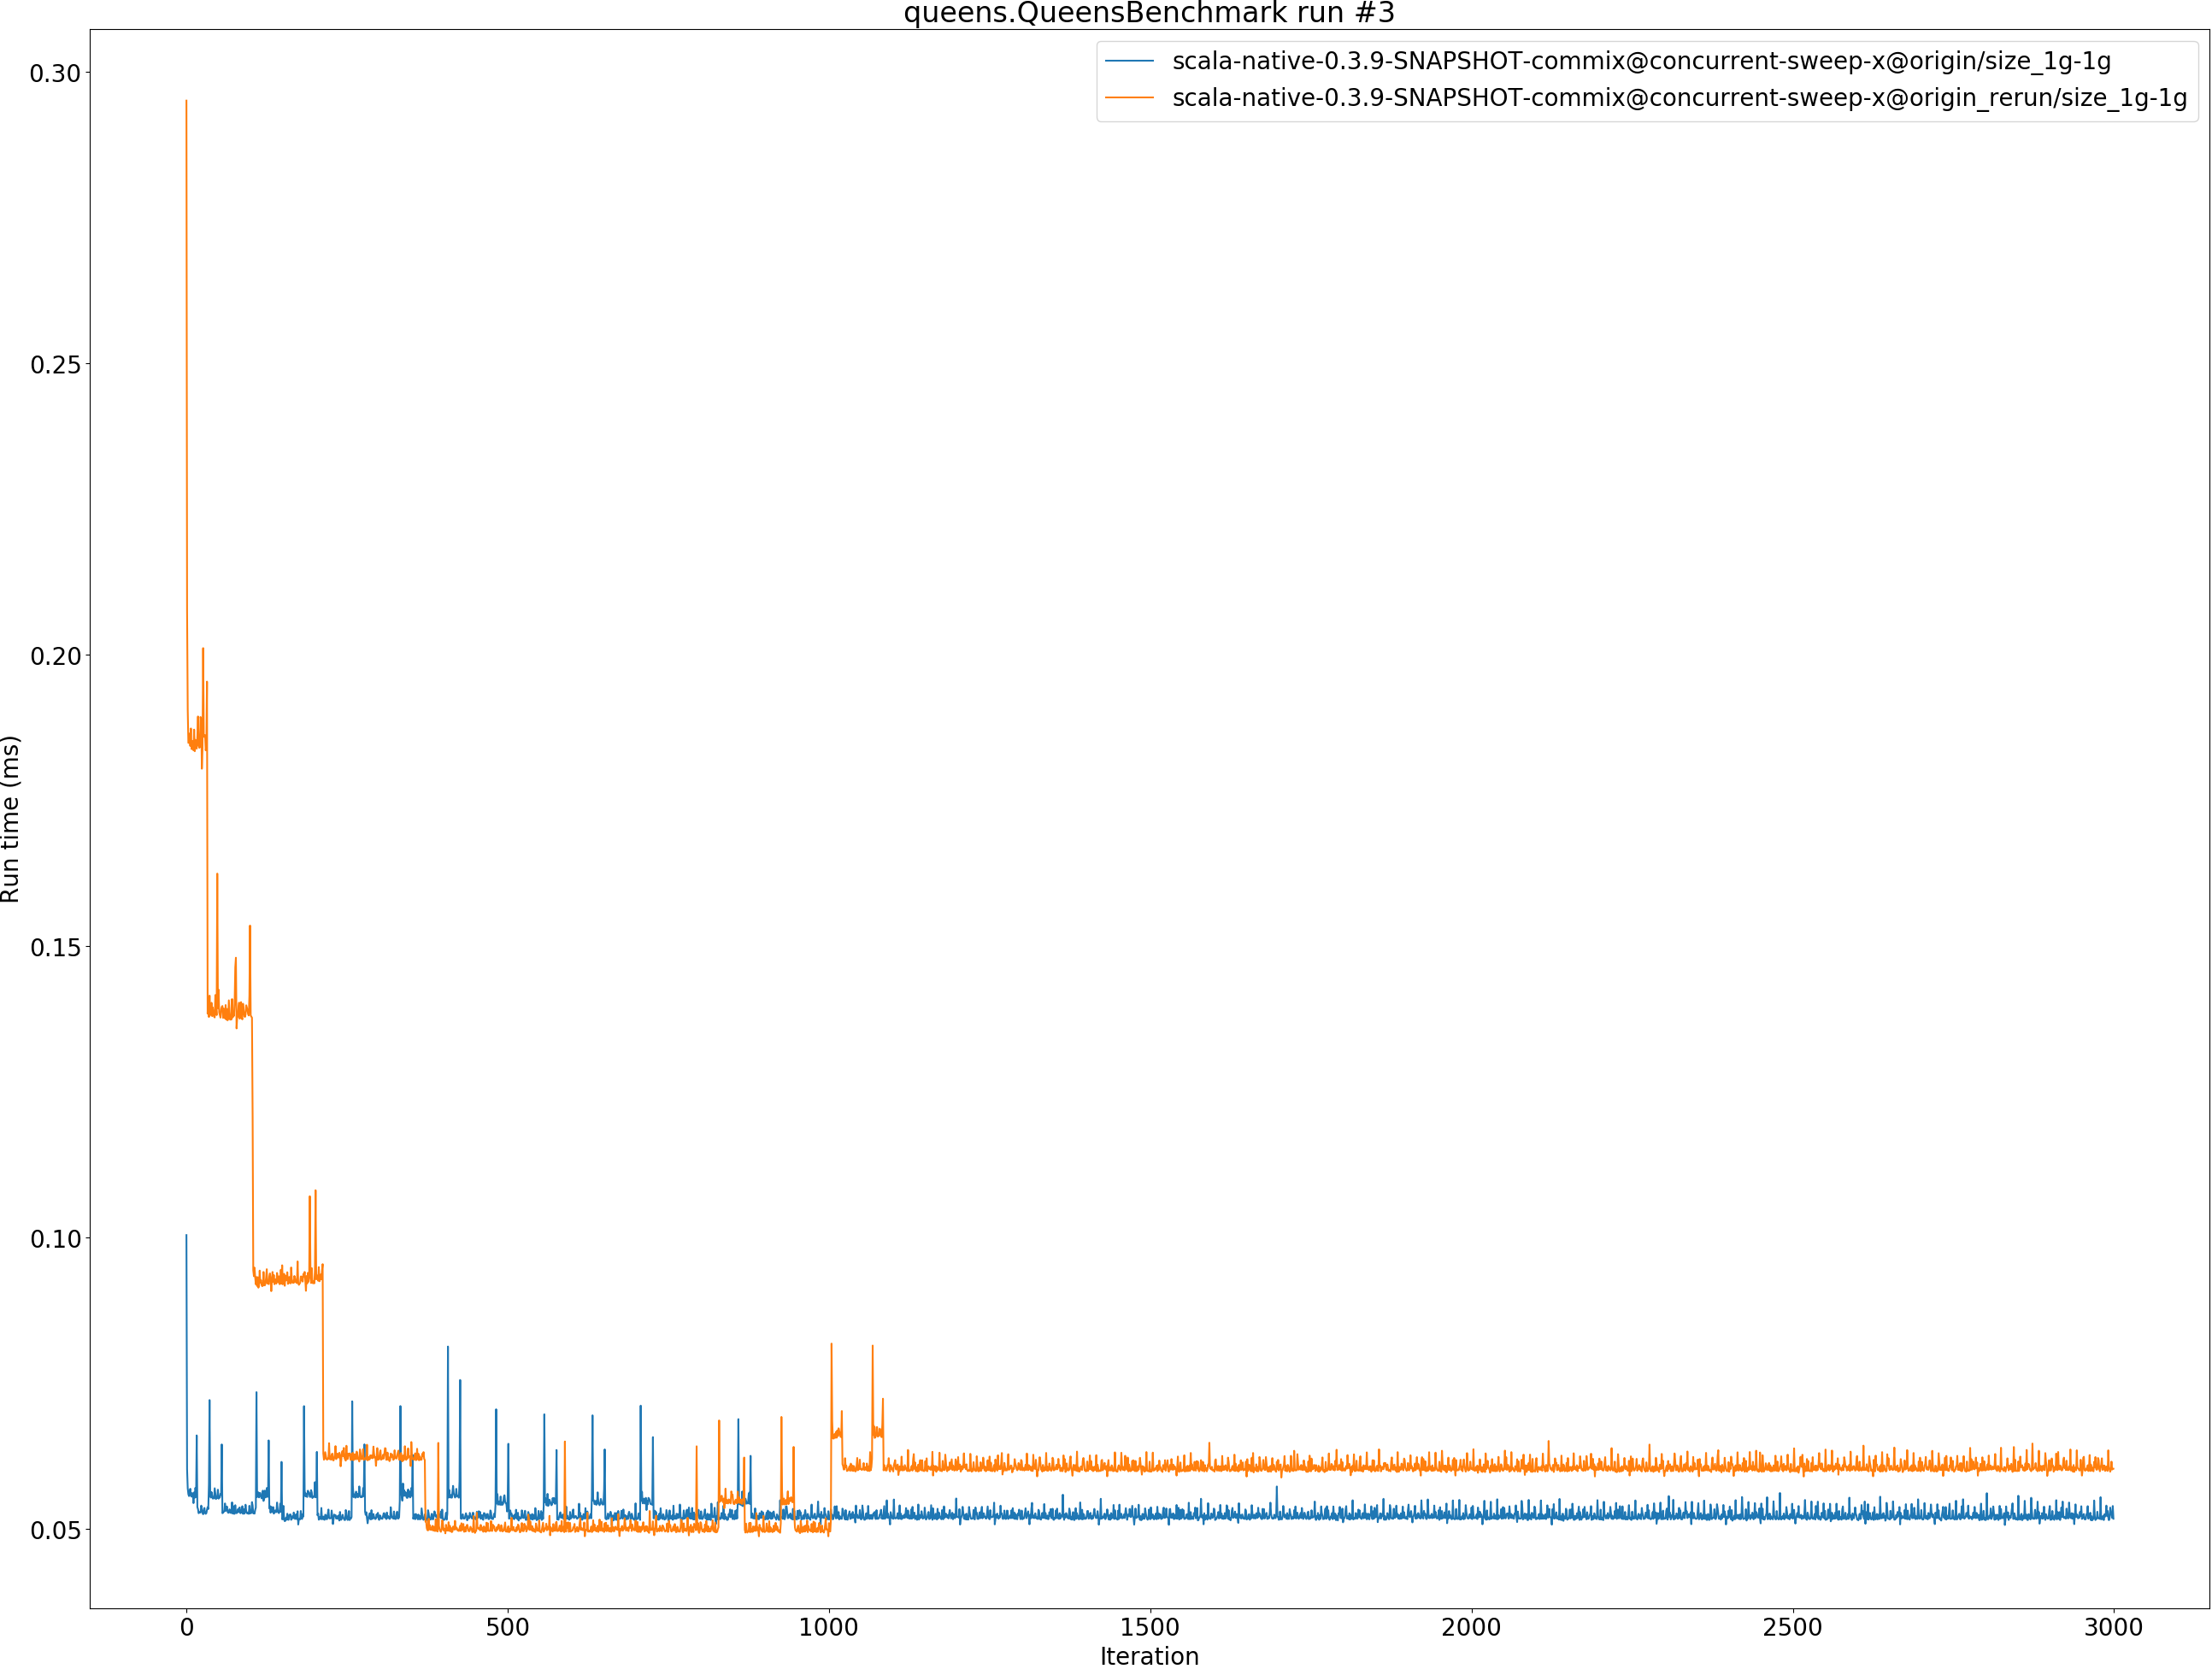 queens.QueensBenchmark run #3
scala-native-0.3.9-SNAPSHOT-commix@concurrent-sweep-x@origin/size_1g-1g
scala-native-0.3.9-SNAPSHOT-commix@concurrent-sweep-x@origin_rerun/size_1g-1g
0.30
0.25
0.20
0.15
0.10
0.05
Run time (ms)
0 500 1000 1500 2000 2500 3000
Iteration